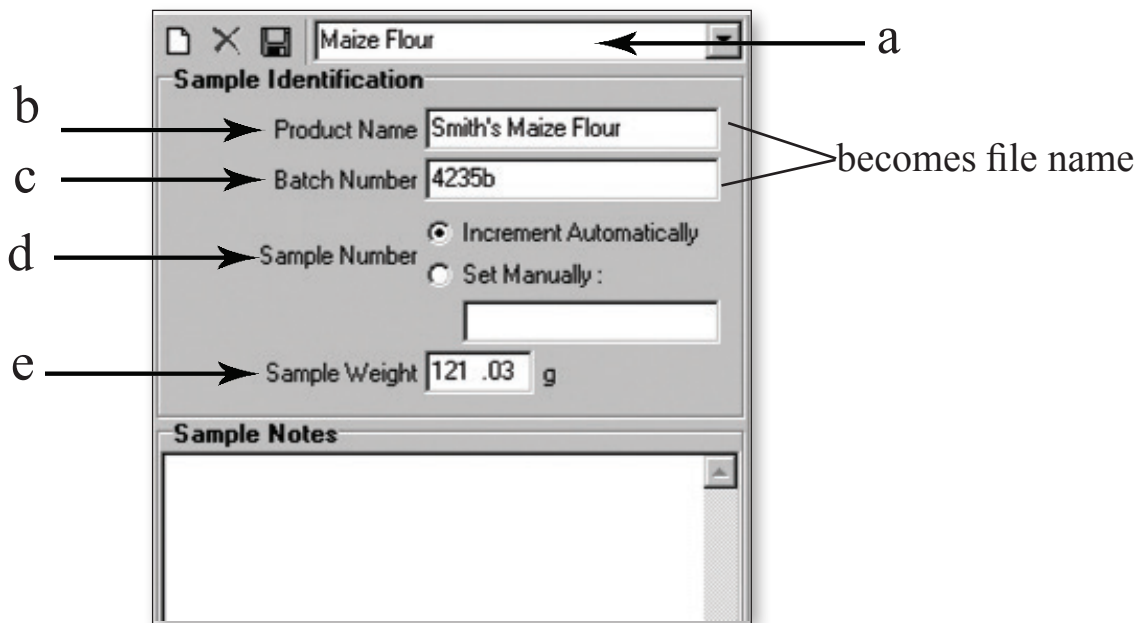 Maize Flour
a
Sample Identification
b
Product Name Smith's Maize Flour
becomes file name
c
Batch Number 4235b
Increment Automatically
d
Sample Number
Set Manually :
e
Sample Weight 121 .03 g
Sample Notes